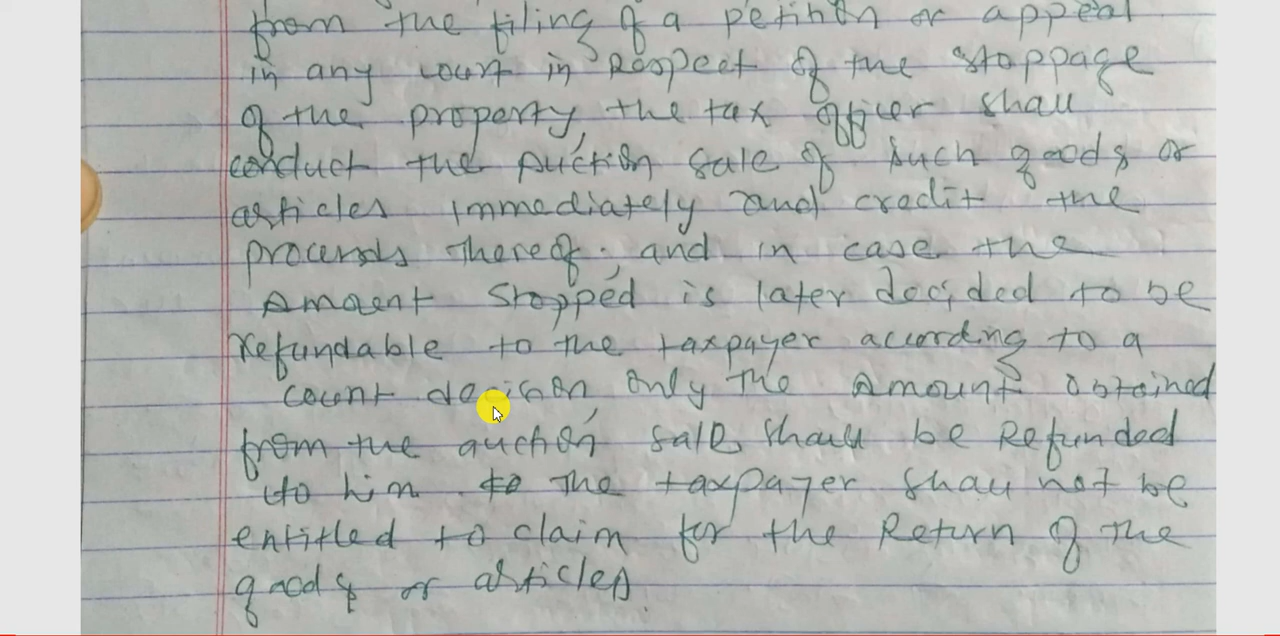 from the filing of a petition or appeal
in any court in Respect of the stoppage
of the property, the tax officer shall
conduct the Auction sale of such goods or
articles immediately and credit the
proceeds thereof; and in case the
Amount stopped is later decided to be
refundable to the taxpayer according to a
court decision, only the Amount obtained
from the auction sale shall be Refunded
to him to the taxpayer shall not be
entitled to claim for the Return of the
goods or articles.